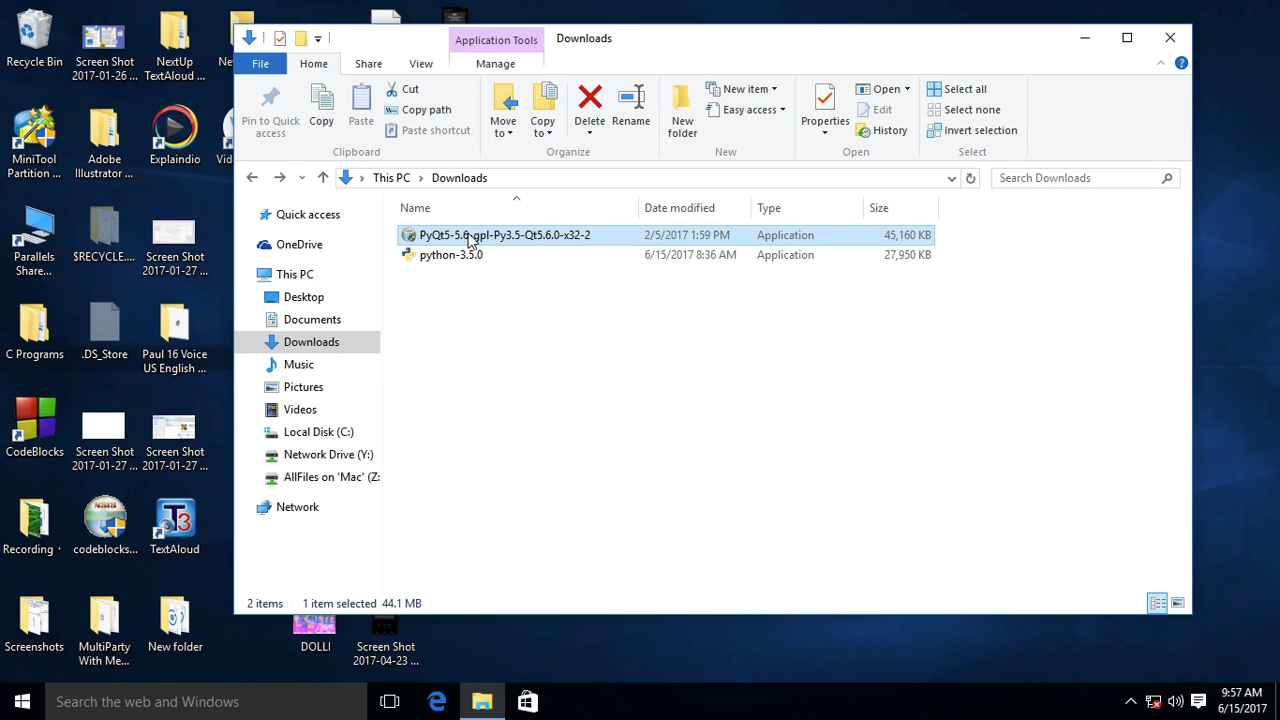 Recycle Bin
Screen Shot
2017-01-26 ...
NextUp
TextAloud ...
MiniTool
Partition ...
Adobe
Illustrator ...
Explaindio
Parallels
Share...
$RECYCLE....
Screen Shot
2017-01-27 ...
C Programs
.DS_Store
Paul 16 Voice
US English ...
CodeBlocks
Screen Shot
2017-01-27 ...
Screen Shot
2017-01-27 ...
Recording
codeblocks...
TextAloud
Screenshots
MultiParty
With Me...
New folder
DOLLI
Screen Shot
2017-04-23 ...
Application Tools
Downloads
File
Home
Share
View
Manage
Pin to Quick
access
Copy
Paste
Cut
Copy path
Paste shortcut
Clipboard
Move
to
Copy
to
Delete
Rename
Organize
New
folder
New item
Easy access
New
Properties
Open
Edit
History
Open
Select all
Select none
Invert selection
Select
This PC
Downloads
Search Downloads
Quick access
OneDrive
This PC
Desktop
Documents
Downloads
Music
Pictures
Videos
Local Disk (C:)
Network Drive (Y:)
AllFiles on 'Mac' (Z:
Network
Name Date modified Type Size
PyQt5-5.6-gpl-Py3.5-Qt5.6.0-x32-2 2/5/2017 1:59 PM Application 45,160 KB
python-3.5.0 6/15/2017 8:36 AM Application 27,950 KB
2 items 1 item selected 44.1 MB
Search the web and Windows
9:57 AM
6/15/2017